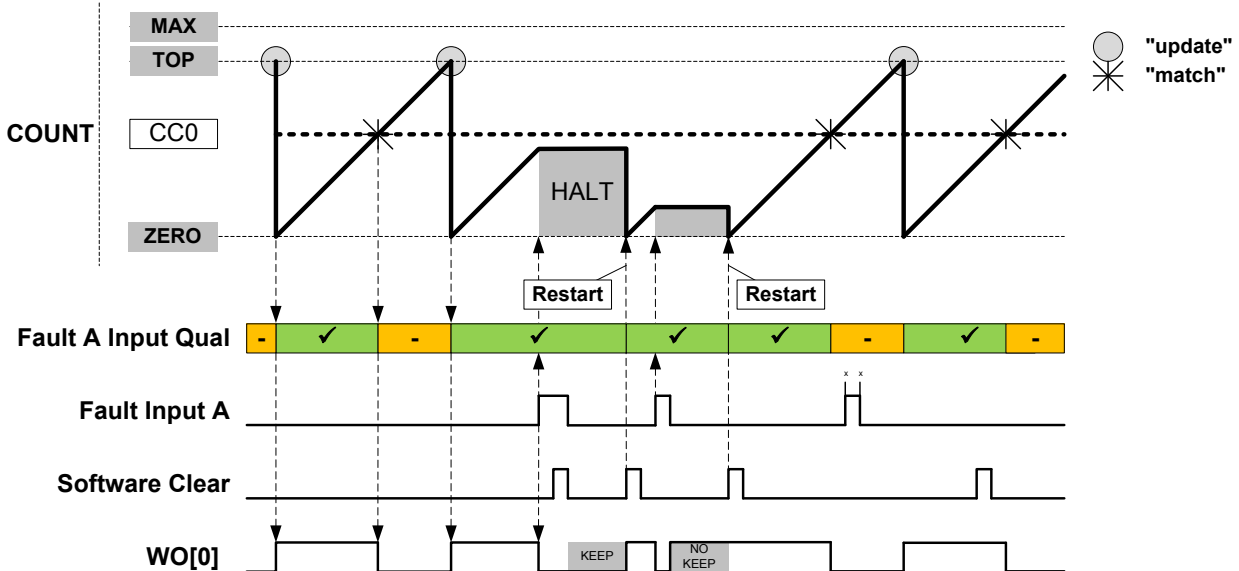 MAX
TOP
"update"
"match"
COUNT
CC0
HALT
ZERO
Restart
Restart
Fault A Input Qual
- ✓ - ✓ ✓ ✓ - ✓ -
x x
Fault Input A
Software Clear
WO[0]
KEEP
NO
KEEP